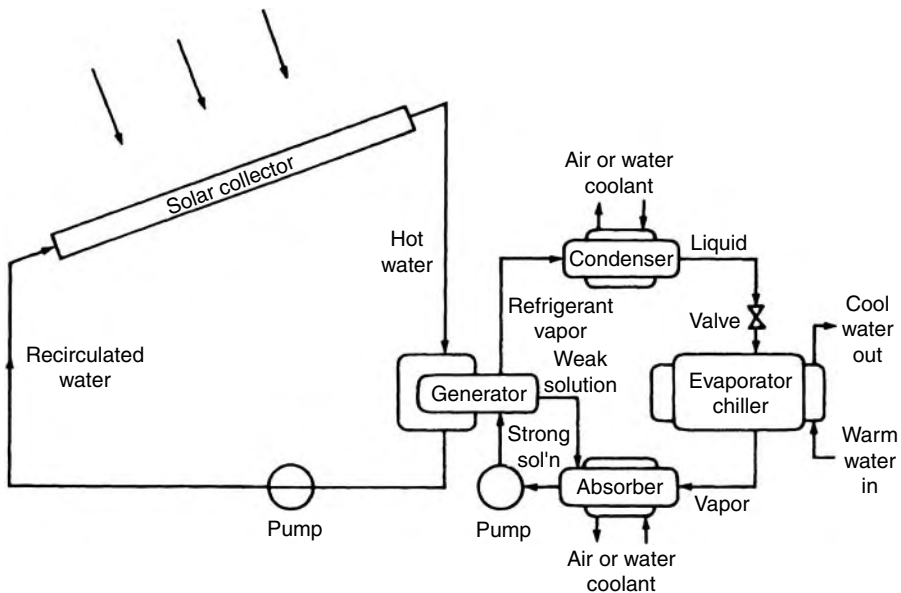 Solar collector
Air or water
coolant
Hot
water
Condenser
Liquid
Refrigerant
vapor
Valve
Cool
water
out
Recirculated
water
Weak
solution
Generator
Evaporator
chiller
Strong
sol'n
Warm
water
in
Absorber
Vapor
Pump
Pump
Air or water
coolant